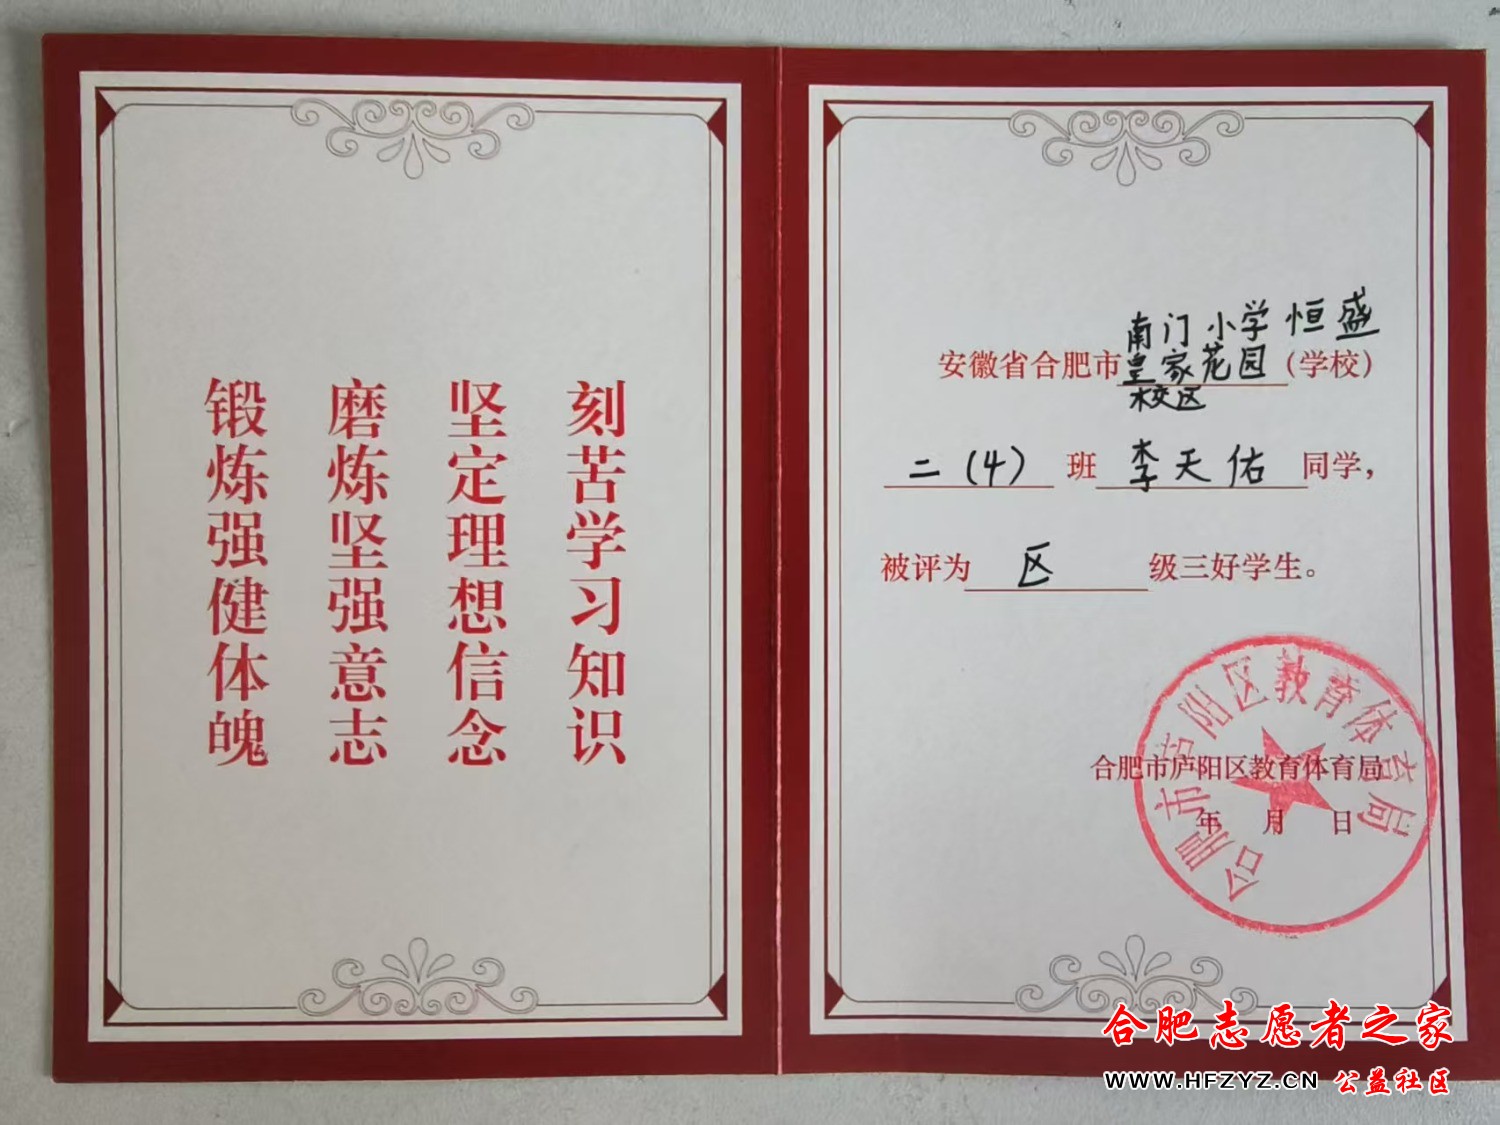 刻苦学习知识
坚定理想信念
磨炼坚强意志
锻炼强健体魄
南门小学恒盛
安徽省合肥市皇家花园（学校）
校区
二（4）班李天佑同学，
被评为区级三好学生。
合肥市庐阳区教育体育局
合肥市庐阳区教育体育局
年 月 日
合肥志愿者之家
WWW.HFZYZ.CN 公益社区